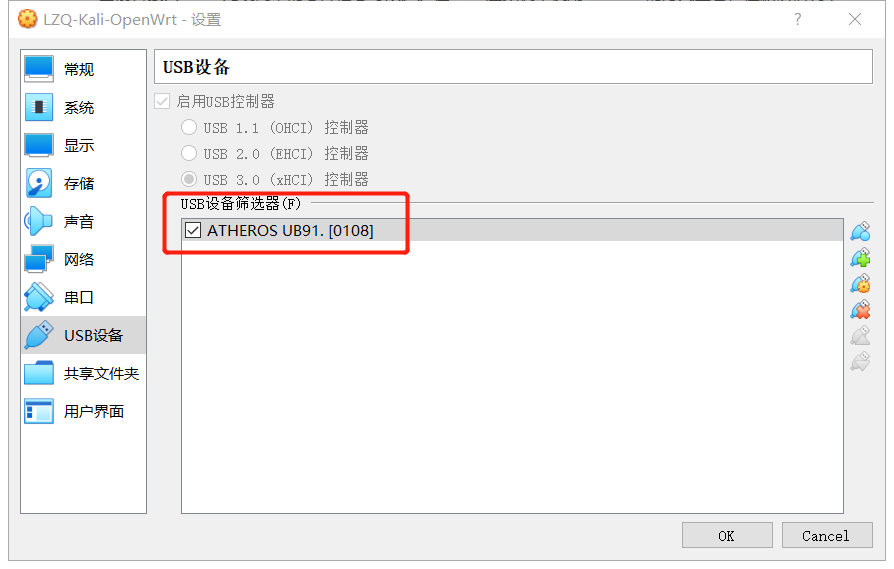 LZQ-Kali-OpenWrt - 设置
?
常规
系统
显示
存储
声音
网络
串口
USB设备
共享文件夹
用户界面
USB设备
启用USB控制器
USB 1.1 (OHCI) 控制器
USB 2.0 (EHCI) 控制器
USB 3.0 (xHCI) 控制器
USB设备筛选器(F)
ATHEROS UB91. [0108]
OK
Cancel